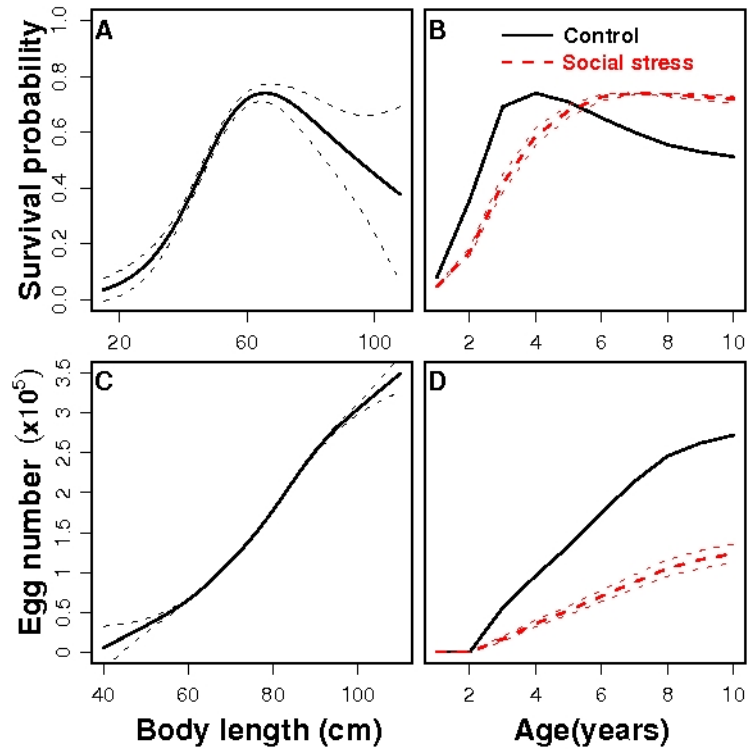 A
B
Control
Social stress
Survival probability
0.0 0.2 0.4 0.6 0.8 1.0
20 60 100
2 4 6 8 10
C
D
Egg number (x10⁵)
0 0.5 1 1.5 2 2.5 3 3.5
40 60 80 100
2 4 6 8 10
Body length (cm)
Age(years)